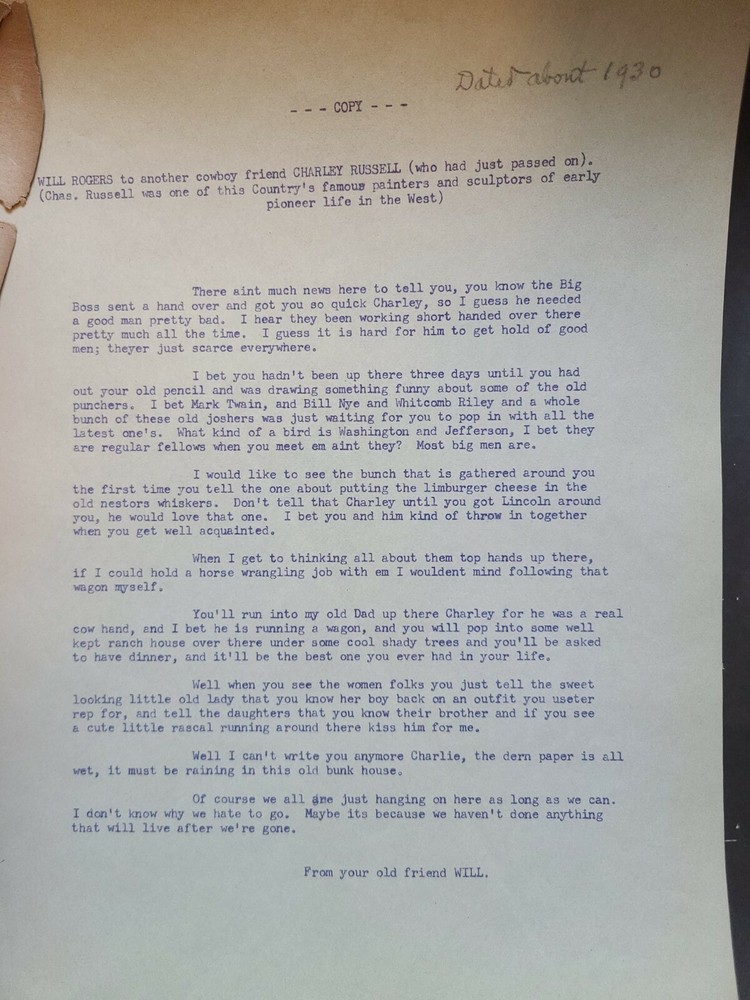 Dated about 1930
- - - COPY - - -
WILL ROGERS to another cowboy friend CHARLEY RUSSELL (who had just passed on).
(Chas. Russell was one of this Country's famous painters and sculptors of early
pioneer life in the West)
There aint much news here to tell you, you know the Big
Boss sent a hand over and got you so quick Charley, so I guess he needed
a good man pretty bad. I hear they been working short handed over there
pretty much all the time. I guess it is hard for him to get hold of good
men; theyer just scarce everywhere.
I bet you hadn't been up there three days until you had
out your old pencil and was drawing something funny about some of the old
punchers. I bet Mark Twain, and Bill Nye and Whitcomb Riley and a whole
bunch of these old joshers was just waiting for you to pop in with all the
latest one's. What kind of a bird is Washington and Jefferson, I bet they
are regular fellows when you meet em aint they? Most big men are.
I would like to see the bunch that is gathered around you
the first time you tell the one about putting the limburger cheese in the
old nestors whiskers. Don't tell that Charley until you got Lincoln around
you, he would love that one. I bet you and him kind of throw in together
when you get well acquainted.
When I get to thinking all about them top hands up there,
if I could hold a horse wrangling job with em I wouldent mind following that
wagon myself.
You'll run into my old Dad up there Charley for he was a real
cow hand, and I bet he is running a wagon, and you will pop into some well
kept ranch house over there under some cool shady trees and you'll be asked
to have dinner, and it'll be the best one you ever had in your life.
Well when you see the women folks you just tell the sweet
looking little old lady that you know her boy back on an outfit you useter
rep for, and tell the daughters that you know their brother and if you see
a cute little rascal running around there kiss him for me.
Well I can't write you anymore Charlie, the dern paper is all
wet, it must be raining in this old bunk house.
Of course we all are just hanging on here as long as we can.
I don't know why we hate to go. Maybe its because we haven't done anything
that will live after we're gone.
From your old friend WILL.